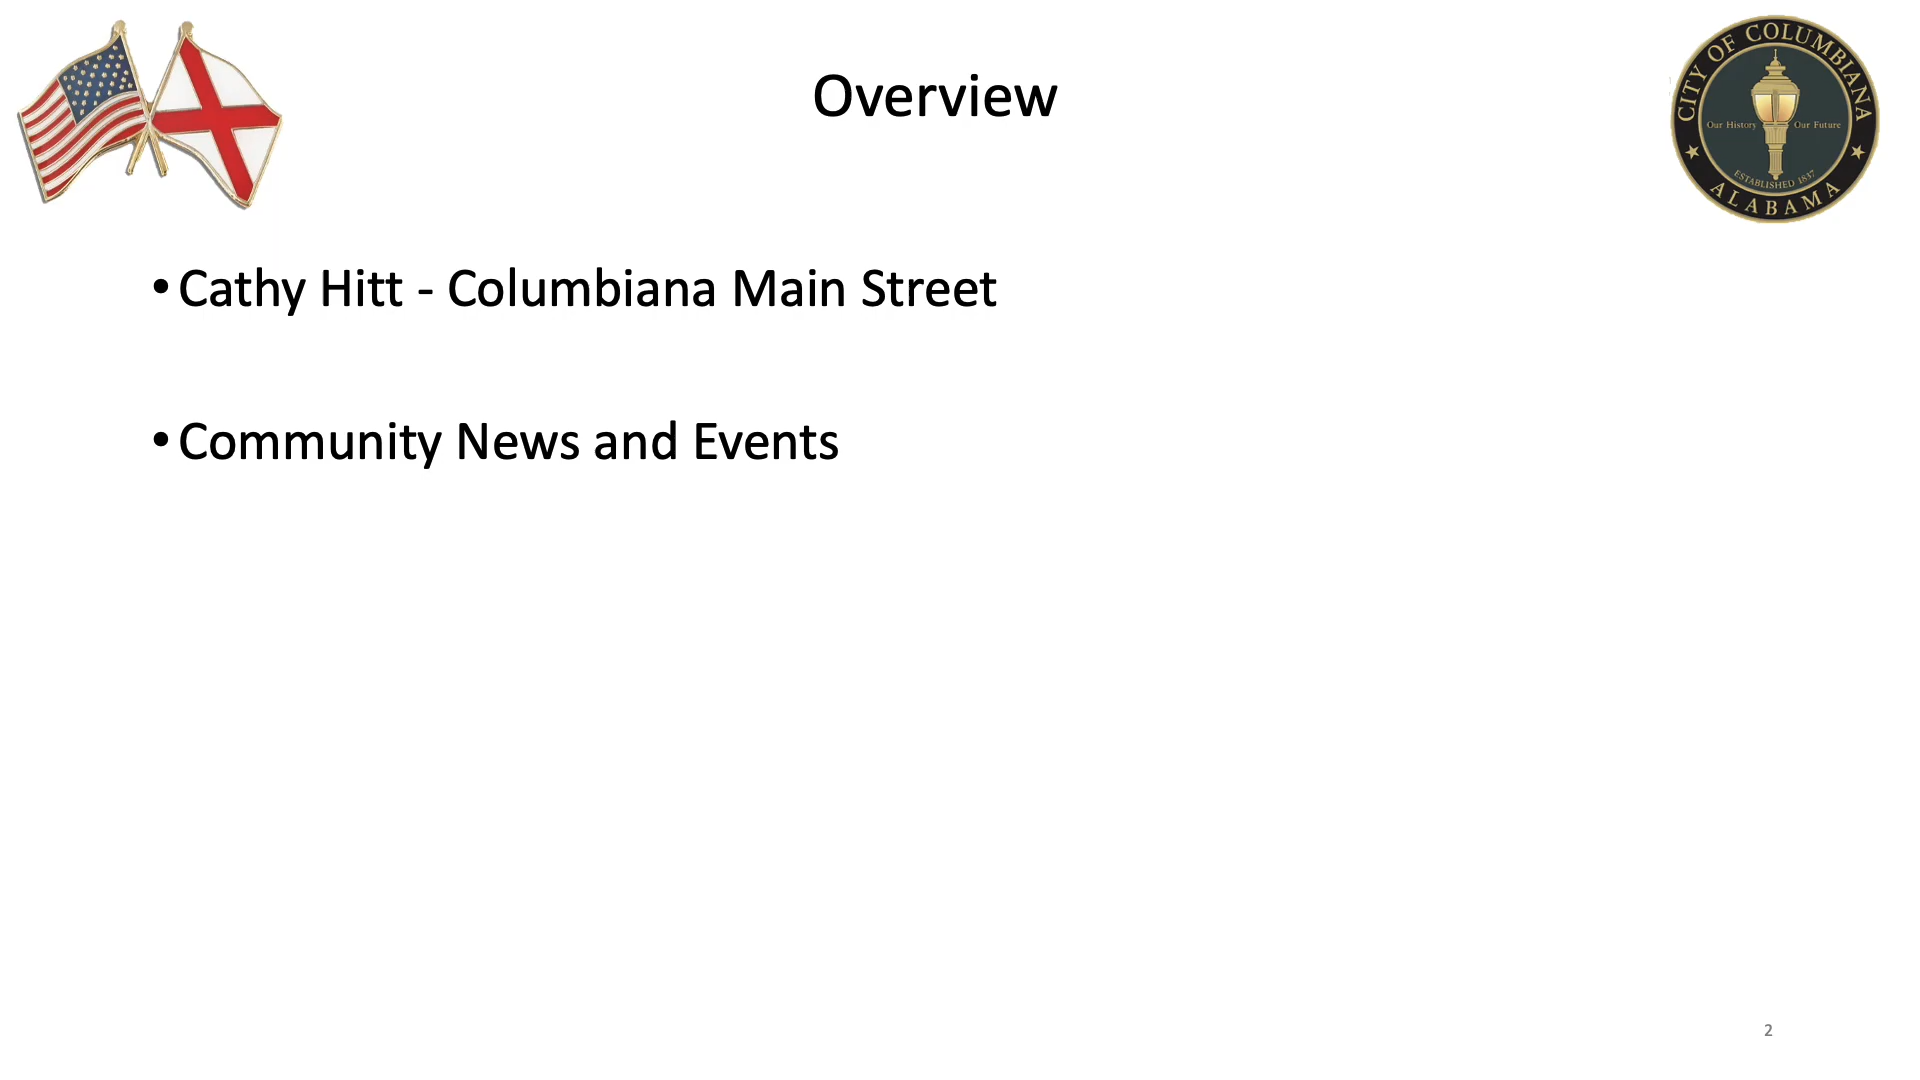 Overview
CITY OF COLUMBIANA
Our History Our Future
ESTABLISHED 1837
ALABAMA
• Cathy Hitt - Columbiana Main Street
• Community News and Events
2